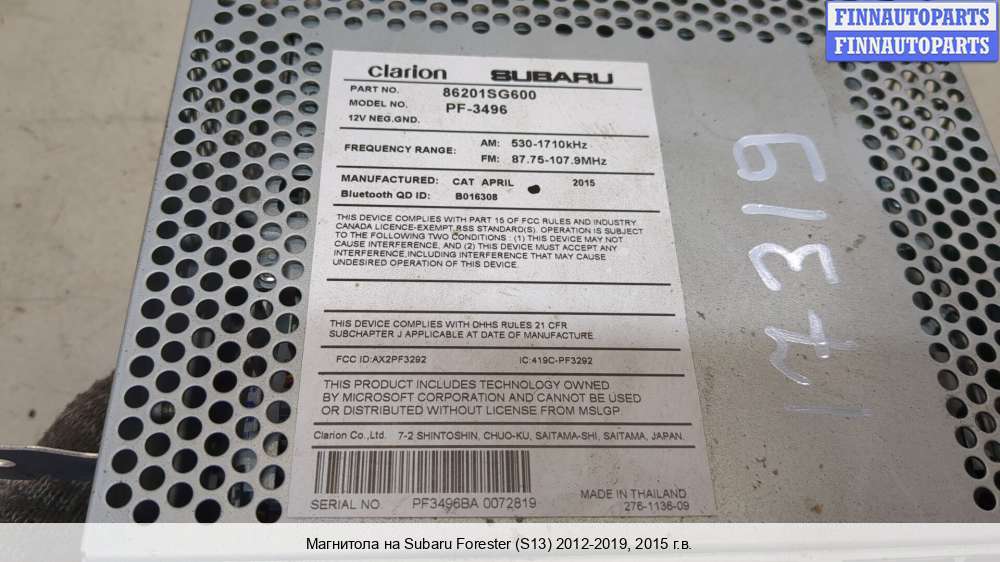 FINNAUTOPARTS
FINNAUTOPARTS
clarion SUBARU
PART NO. 86201SG600
MODEL NO. PF-3496
12V NEG.GND.
FREQUENCY RANGE: AM: 530-1710kHz
FM: 87.75-107.9MHz
MANUFACTURED: CAT APRIL 2015
Bluetooth QD ID: B016308
THIS DEVICE COMPLIES WITH PART 15 OF FCC RULES AND INDUSTRY
CANADA LICENCE-EXEMPT RSS STANDARD(S). OPERATION IS SUBJECT
TO THE FOLLOWING TWO CONDITIONS : (1) THIS DEVICE MAY NOT
CAUSE INTERFERENCE, AND (2) THIS DEVICE MUST ACCEPT ANY
INTERFERENCE,INCLUDING INTERFERENCE THAT MAY CAUSE
UNDESIRED OPERATION OF THIS DEVICE.
THIS DEVICE COMPLIES WITH DHHS RULES 21 CFR
SUBCHAPTER J APPLICABLE AT DATE OF MANUFACTURE
FCC ID:AX2PF3292 IC:419C-PF3292
THIS PRODUCT INCLUDES TECHNOLOGY OWNED
BY MICROSOFT CORPORATION AND CANNOT BE USED
OR DISTRIBUTED WITHOUT LICENSE FROM MSLGP.
Clarion Co.,Ltd. 7-2 SHINTOSHIN, CHUO-KU, SAITAMA-SHI, SAITAMA, JAPAN.
SERIAL NO PF3496BA 0072819
MADE IN THAILAND
276-1136-09
17319
Магнитола на Subaru Forester (S13) 2012-2019, 2015 г.в.